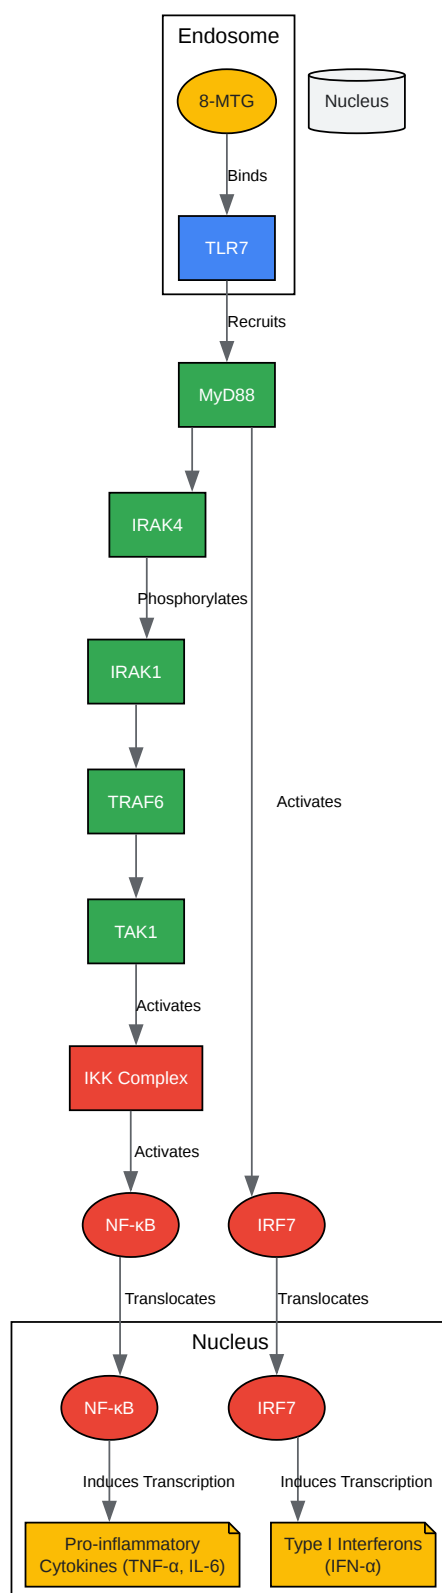 Endosome
8-MTG
Nucleus
Binds
TLR7
Recruits
MyD88
IRAK4
Phosphorylates
IRAK1
TRAF6
Activates
TAK1
Activates
IKK Complex
Activates
NF-κB
IRF7
Translocates
Translocates
Nucleus
NF-κB
IRF7
Induces Transcription
Induces Transcription
Pro-inflammatory
Cytokines (TNF-α, IL-6)
Type I Interferons
(IFN-α)